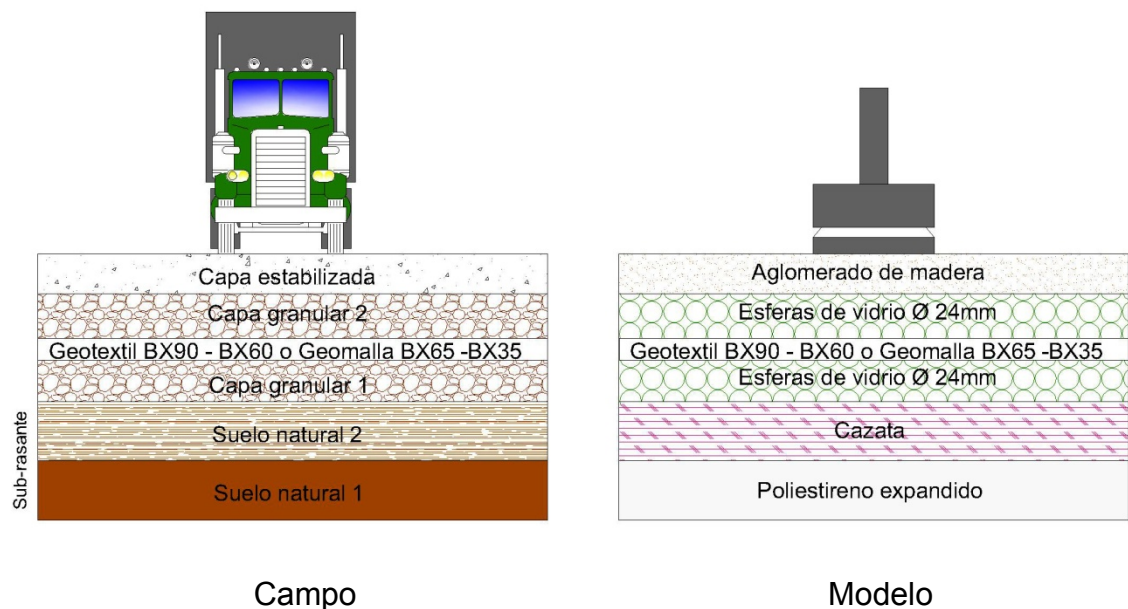 Capa estabilizada
Capa granular 2
Geotextil BX90 - BX60 o Geomalla BX65 -BX35
Capa granular 1
Suelo natural 2
Suelo natural 1
Sub-rasante
Campo
Aglomerado de madera
Esferas de vidrio Ø 24mm
Geotextil BX90 - BX60 o Geomalla BX65 -BX35
Esferas de vidrio Ø 24mm
Cazata
Poliestireno expandido
Modelo